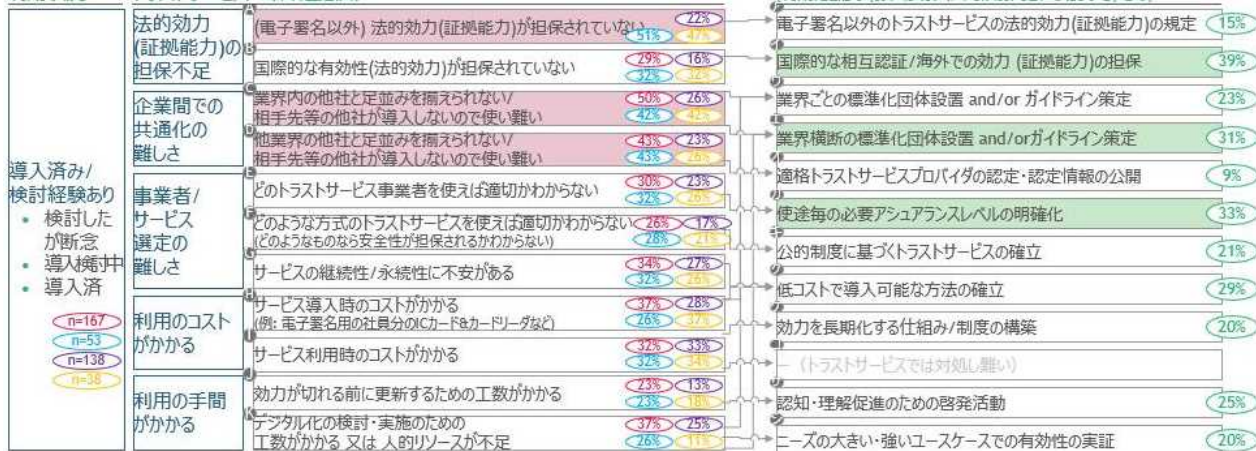 導入済み/
検討経験あり
• 検討した
が断念
• 導入検討中
• 導入済
n=167
n=53
n=138
n=38
法的効力
(証拠能力)の
担保不足
企業間での
共通化の
難しさ
事業者/
サービス
選定の
難しさ
利用のコスト
がかかる
利用の手間
がかかる
A
(電子署名以外) 法的効力(証拠能力)が担保されていない
22%
51% 47%
B
国際的な有効性(法的効力)が担保されていない
29% 16%
32% 32%
C
業界内の他社と足並みを揃えられない/
相手先等の他社が導入しないので使い難い
50% 26%
42% 42%
D
他業界の他社と足並みを揃えられない/
相手先等の他社が導入しないので使い難い
43% 23%
43% 26%
E
どのトラストサービス事業者を使えば適切かわからない
30% 23%
32% 26%
F
どのような方式のトラストサービスを使えば適切かわからない
(どのようなものなら安全性が担保されるかわからない)
26% 17%
28% 21%
G
サービスの継続性/永続性に不安がある
34% 27%
32% 26%
H
サービス導入時のコストがかかる
(例: 電子署名用の社員分のICカード&カードリーダなど)
37% 28%
26% 37%
I
サービス利用時のコストがかかる
32% 33%
32% 34%
J
効力が切れる前に更新するための工数がかかる
23% 13%
23% 18%
K
デジタル化の検討・実施のための
工数がかかる 又は 人的リソースが不足
37% 25%
26% 11%
電子署名以外のトラストサービスの法的効力(証拠能力)の規定 15%
国際的な相互認証/海外での効力 (証拠能力)の担保 39%
業界ごとの標準化団体設置 and/or ガイドライン策定 23%
業界横断の標準化団体設置 and/orガイドライン策定 31%
適格トラストサービスプロバイダの認定・認定情報の公開 9%
使途毎の必要アシュアランスレベルの明確化 33%
公的制度に基づくトラストサービスの確立 21%
低コストで導入可能な方法の確立 29%
効力を長期化する仕組み/制度の構築 20%
― (トラストサービスでは対処し難い)
認知・理解促進のための啓発活動 25%
ニーズの大きい・強いユースケースでの有効性の実証 20%